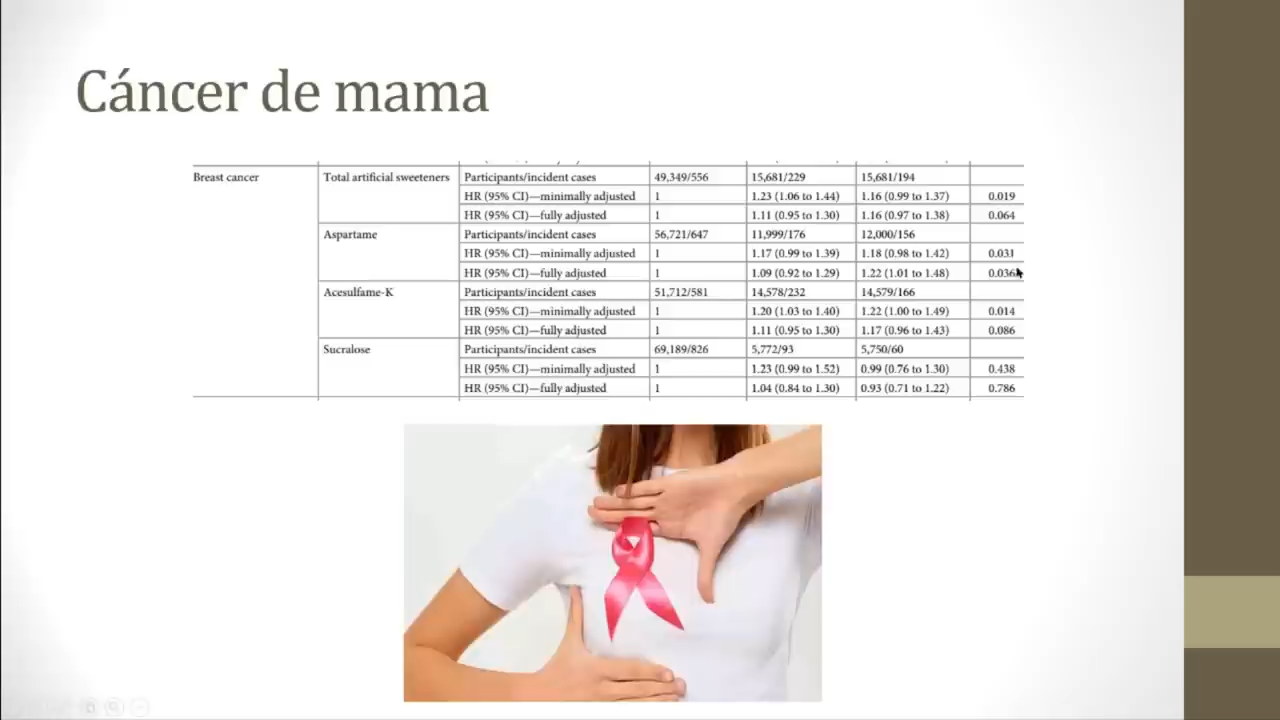 Cáncer de mama
Breast cancer Total artificial sweeteners Participants/incident cases 49,349/556 15,681/229 15,681/194
HR (95% CI)—minimally adjusted 1 1.23 (1.06 to 1.44) 1.16 (0.99 to 1.37) 0.019
HR (95% CI)—fully adjusted 1 1.11 (0.95 to 1.30) 1.16 (0.97 to 1.38) 0.064
Aspartame Participants/incident cases 56,721/647 11,999/176 12,000/156
HR (95% CI)—minimally adjusted 1 1.17 (0.99 to 1.39) 1.18 (0.98 to 1.42) 0.031
HR (95% CI)—fully adjusted 1 1.09 (0.92 to 1.29) 1.22 (1.01 to 1.48) 0.036
Acesulfame-K Participants/incident cases 51,712/581 14,578/232 14,579/166
HR (95% CI)—minimally adjusted 1 1.20 (1.03 to 1.40) 1.22 (1.00 to 1.49) 0.014
HR (95% CI)—fully adjusted 1 1.11 (0.95 to 1.30) 1.17 (0.96 to 1.43) 0.086
Sucralose Participants/incident cases 69,189/826 5,772/93 5,750/60
HR (95% CI)—minimally adjusted 1 1.23 (0.99 to 1.52) 0.99 (0.76 to 1.30) 0.438
HR (95% CI)—fully adjusted 1 1.04 (0.84 to 1.30) 0.93 (0.71 to 1.22) 0.786